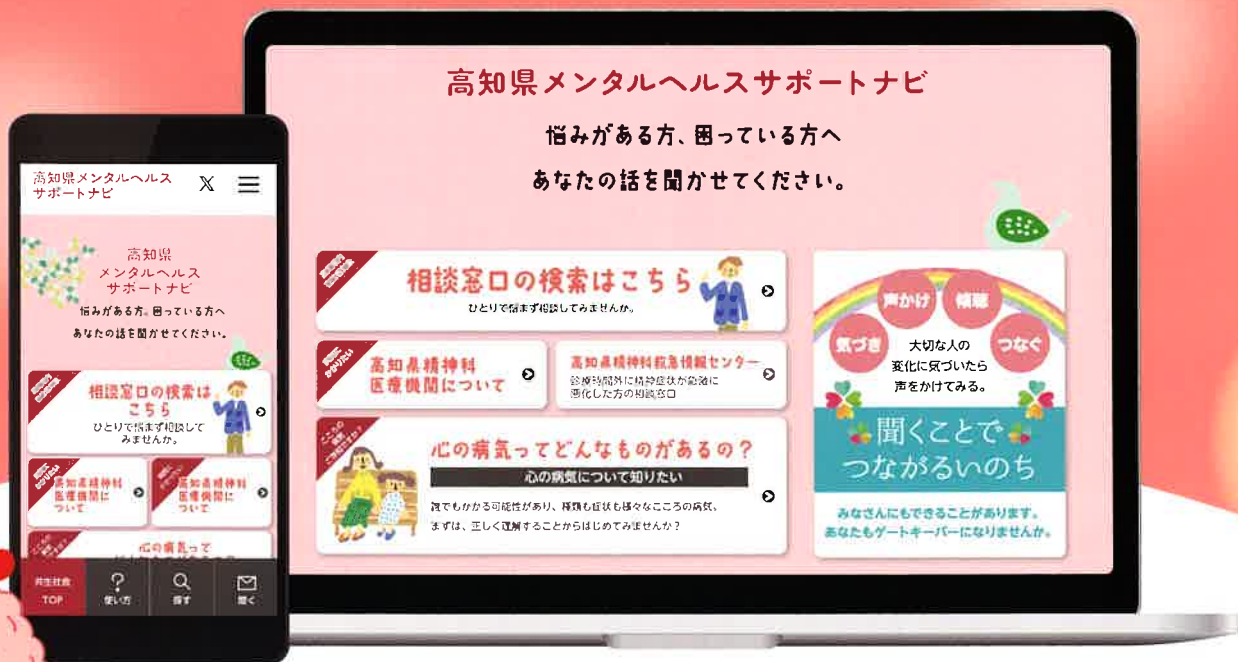 高知県メンタルヘルスサポートナビ
悩みがある方、困っている方へ
あなたの話を聞かせてください。
相談窓口の検索はこちら
ひとりで悩まず相談してみませんか。
高知県精神科
医療機関について
高知県精神科救急情報センター
診療時間外に精神症状が急激に
悪化した方の相談窓口
こころの
心の病気ってどんなものがあるの？
心の病気について知りたい
誰でもかかる可能性があり、種類も症状も様々なこころの病気。
まずは、正しく理解することからはじめてみませんか？
気づき
声かけ
傾聴
つなぐ
大切な人の
変化に気づいたら
声をかけてみる。
聞くことで
つながるいのち
みなさんにもできることがあります。
あなたもゲートキーパーになりませんか。
高知県メンタルヘルス
サポートナビ
高知県
メンタルヘルス
サポートナビ
悩みがある方、困っている方へ
あなたの話を聞かせてください。
相談窓口の検索は
こちら
ひとりで悩まず相談して
みませんか。
高知県精神科
医療機関に
ついて
高知県精神科
医療機関に
ついて
心の病気って
共生社会
TOP
使い方
探す
聞く